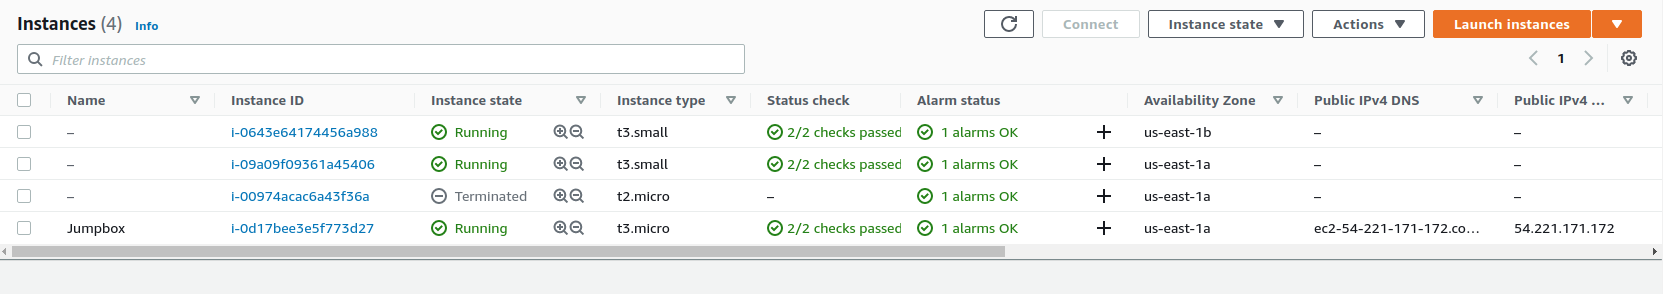 Instances (4) Info Connect Instance state Actions Launch instances
Filter instances 1
Name Instance ID Instance state Instance type Status check Alarm status Availability Zone Public IPv4 DNS Public IPv4 ...
– i-0643e64174456a988 Running t3.small 2/2 checks passed 1 alarms OK + us-east-1b – –
– i-09a09f09361a45406 Running t3.small 2/2 checks passed 1 alarms OK + us-east-1a – –
– i-00974acac6a43f36a Terminated t2.micro – 1 alarms OK + us-east-1a – –
Jumpbox i-0d17bee3e5f773d27 Running t3.micro 2/2 checks passed 1 alarms OK + us-east-1a ec2-54-221-171-172.co... 54.221.171.172